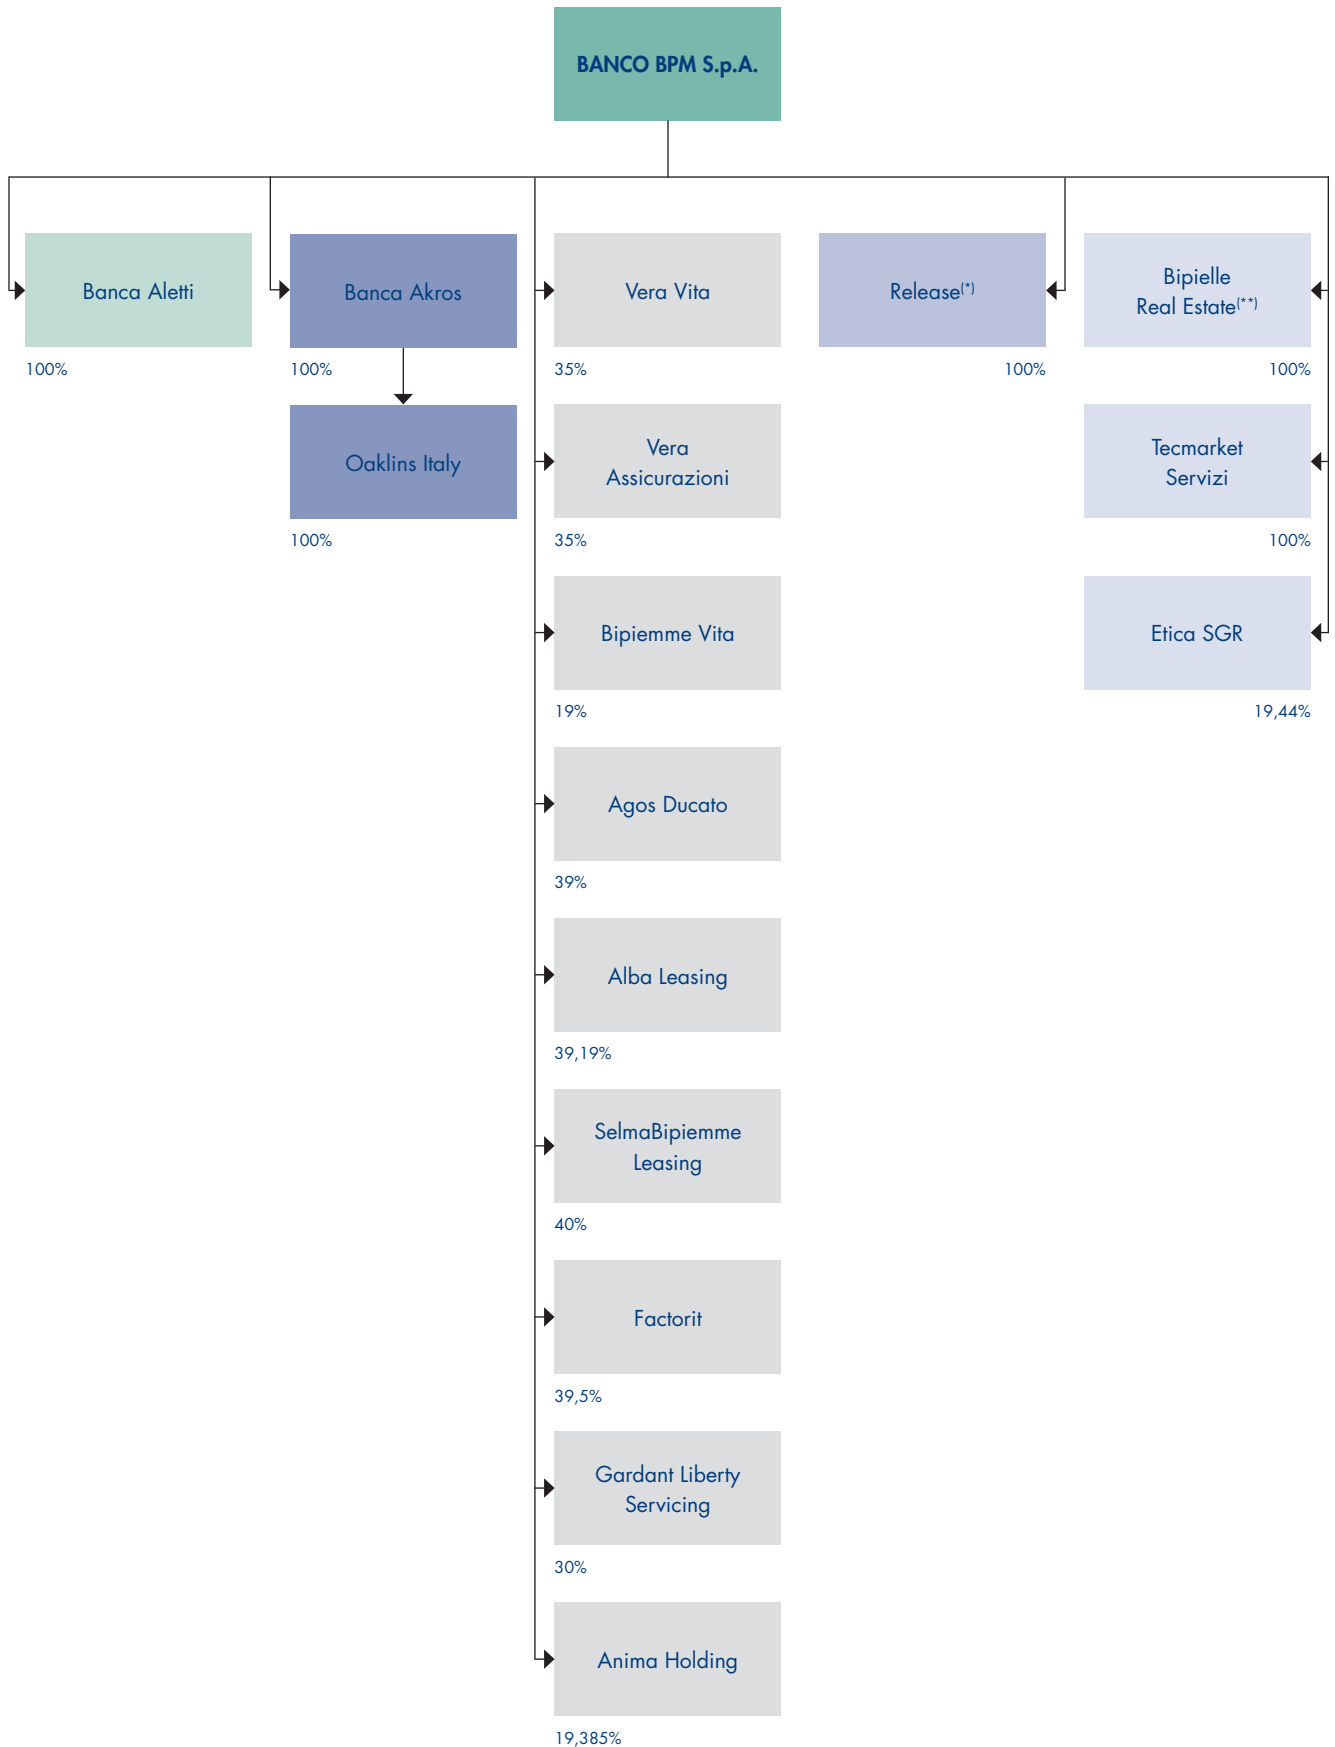 BANCO BPM S.p.A.
Banca Aletti
100%
Banca Akros
100%
Oaklins Italy
100%
Vera Vita
35%
Vera
Assicurazioni
35%
Bipiemme Vita
19%
Agos Ducato
39%
Alba Leasing
39,19%
SelmaBipiemme
Leasing
40%
Factorit
39,5%
Gardant Liberty
Servicing
30%
Anima Holding
19,385%
Release(*)
100%
Bipielle
Real Estate(**)
100%
Tecmarket
Servizi
100%
Etica SGR
19,44%